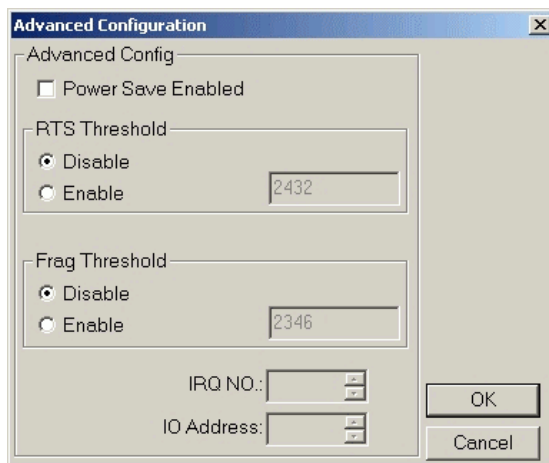 Advanced Configuration
Advanced Config
Power Save Enabled
RTS Threshold
Disable
Enable
2432
Frag Threshold
Disable
Enable
2346
IRQ NO.:
IO Address:
OK
Cancel